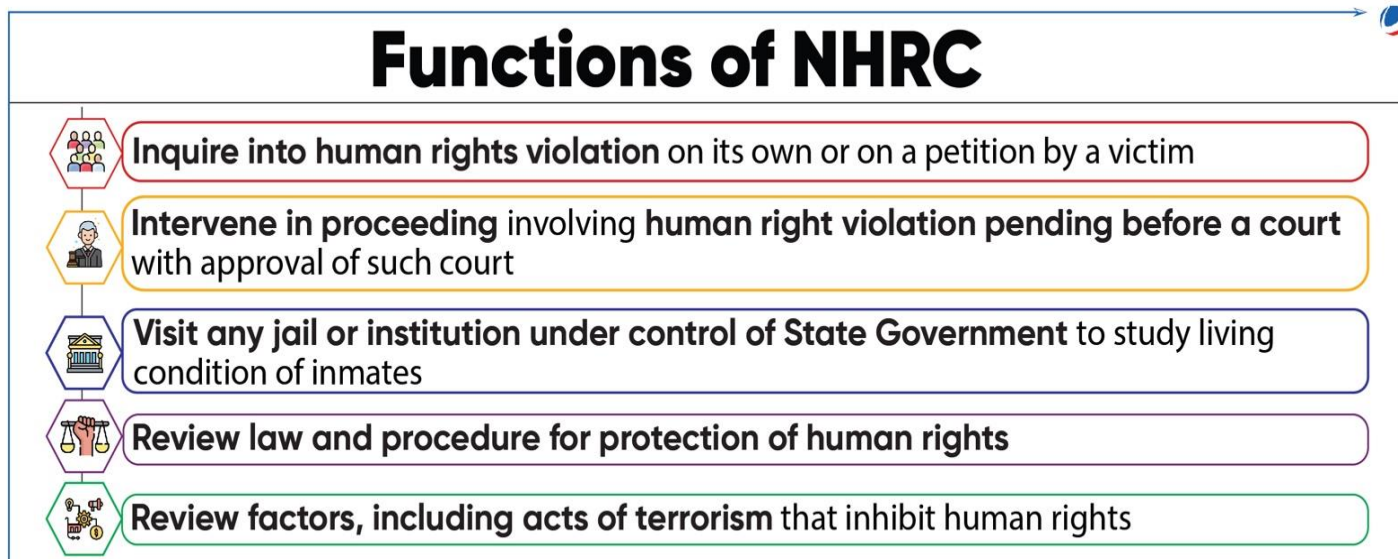 Functions of NHRC
Inquire into human rights violation on its own or on a petition by a victim
Intervene in proceeding involving human right violation pending before a court
with approval of such court
Visit any jail or institution under control of State Government to study living
condition of inmates
Review law and procedure for protection of human rights
Review factors, including acts of terrorism that inhibit human rights